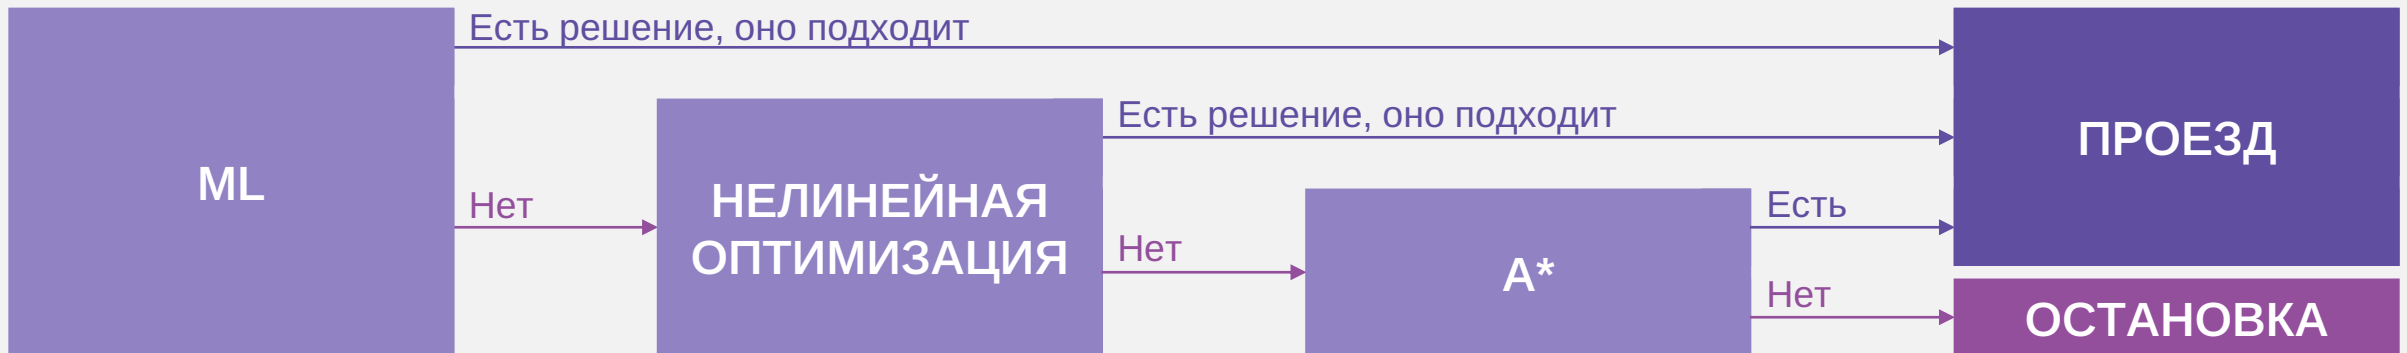 Есть решение, оно подходит
ML
Нет
Есть решение, оно подходит
НЕЛИНЕЙНАЯ
ОПТИМИЗАЦИЯ
Нет
A*
Есть
Нет
ПРОЕЗД
ОСТАНОВКА